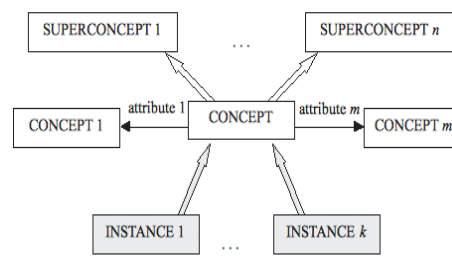 SUPERCONCEPT 1
...
SUPERCONCEPT n
attribute 1
attribute m
CONCEPT 1
CONCEPT
CONCEPT m
INSTANCE 1
...
INSTANCE k